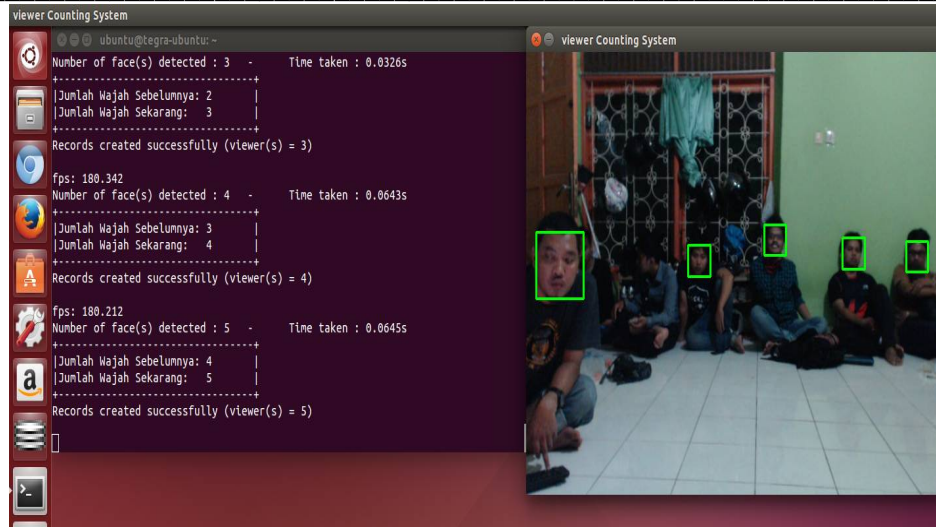 viewer Counting System
ubuntu@tegra-ubuntu: ~
Number of face(s) detected : 3   -      Time taken : 0.0326s
+--------------------------------+
|Jumlah Wajah Sebelumnya: 2      |
|Jumlah Wajah Sekarang:   3      |
+--------------------------------+
Records created successfully (viewer(s) = 3)
fps: 180.342
Number of face(s) detected : 4   -      Time taken : 0.0643s
+--------------------------------+
|Jumlah Wajah Sebelumnya: 3      |
|Jumlah Wajah Sekarang:   4      |
+--------------------------------+
Records created successfully (viewer(s) = 4)
fps: 180.212
Number of face(s) detected : 5   -      Time taken : 0.0645s
+--------------------------------+
|Jumlah Wajah Sebelumnya: 4      |
|Jumlah Wajah Sekarang:   5      |
+--------------------------------+
Records created successfully (viewer(s) = 5)
viewer Counting System